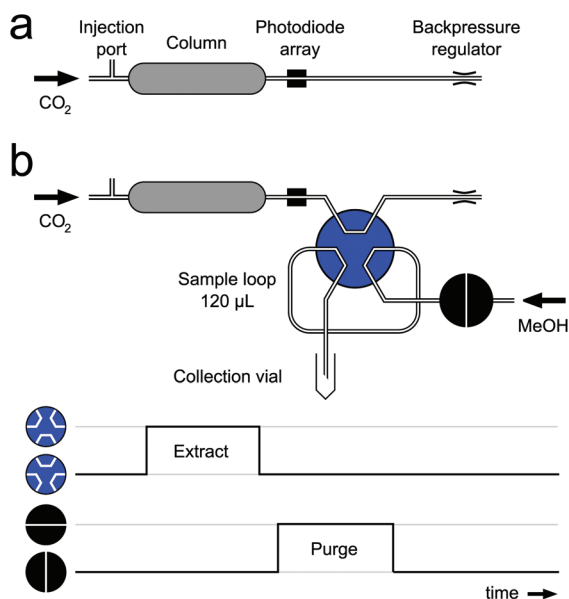 a
Injection
port
Column
Photodiode
array
Backpressure
regulator
CO₂
b
CO₂
Sample loop
120 µL
MeOH
Collection vial
Extract
Purge
time